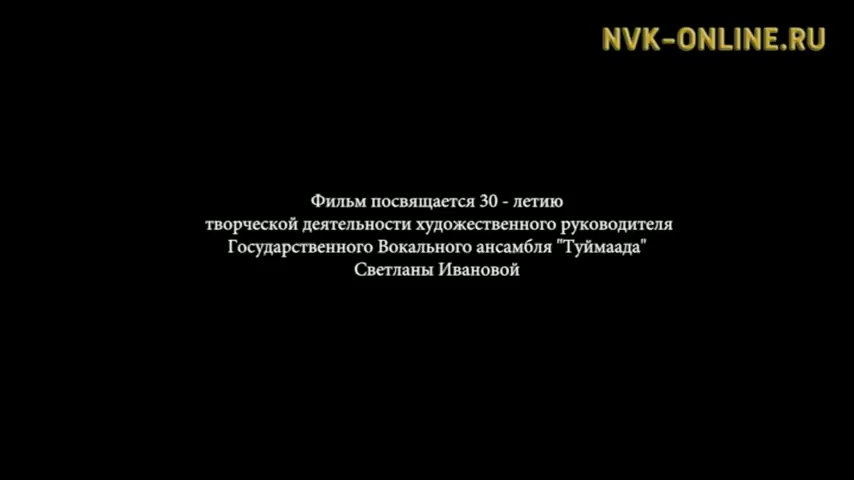 NVK-ONLINE.RU
Фильм посвящается 30 - летию
творческой деятельности художественного руководителя
Государственного Вокального ансамбля "Туймаада"
Светланы Ивановой